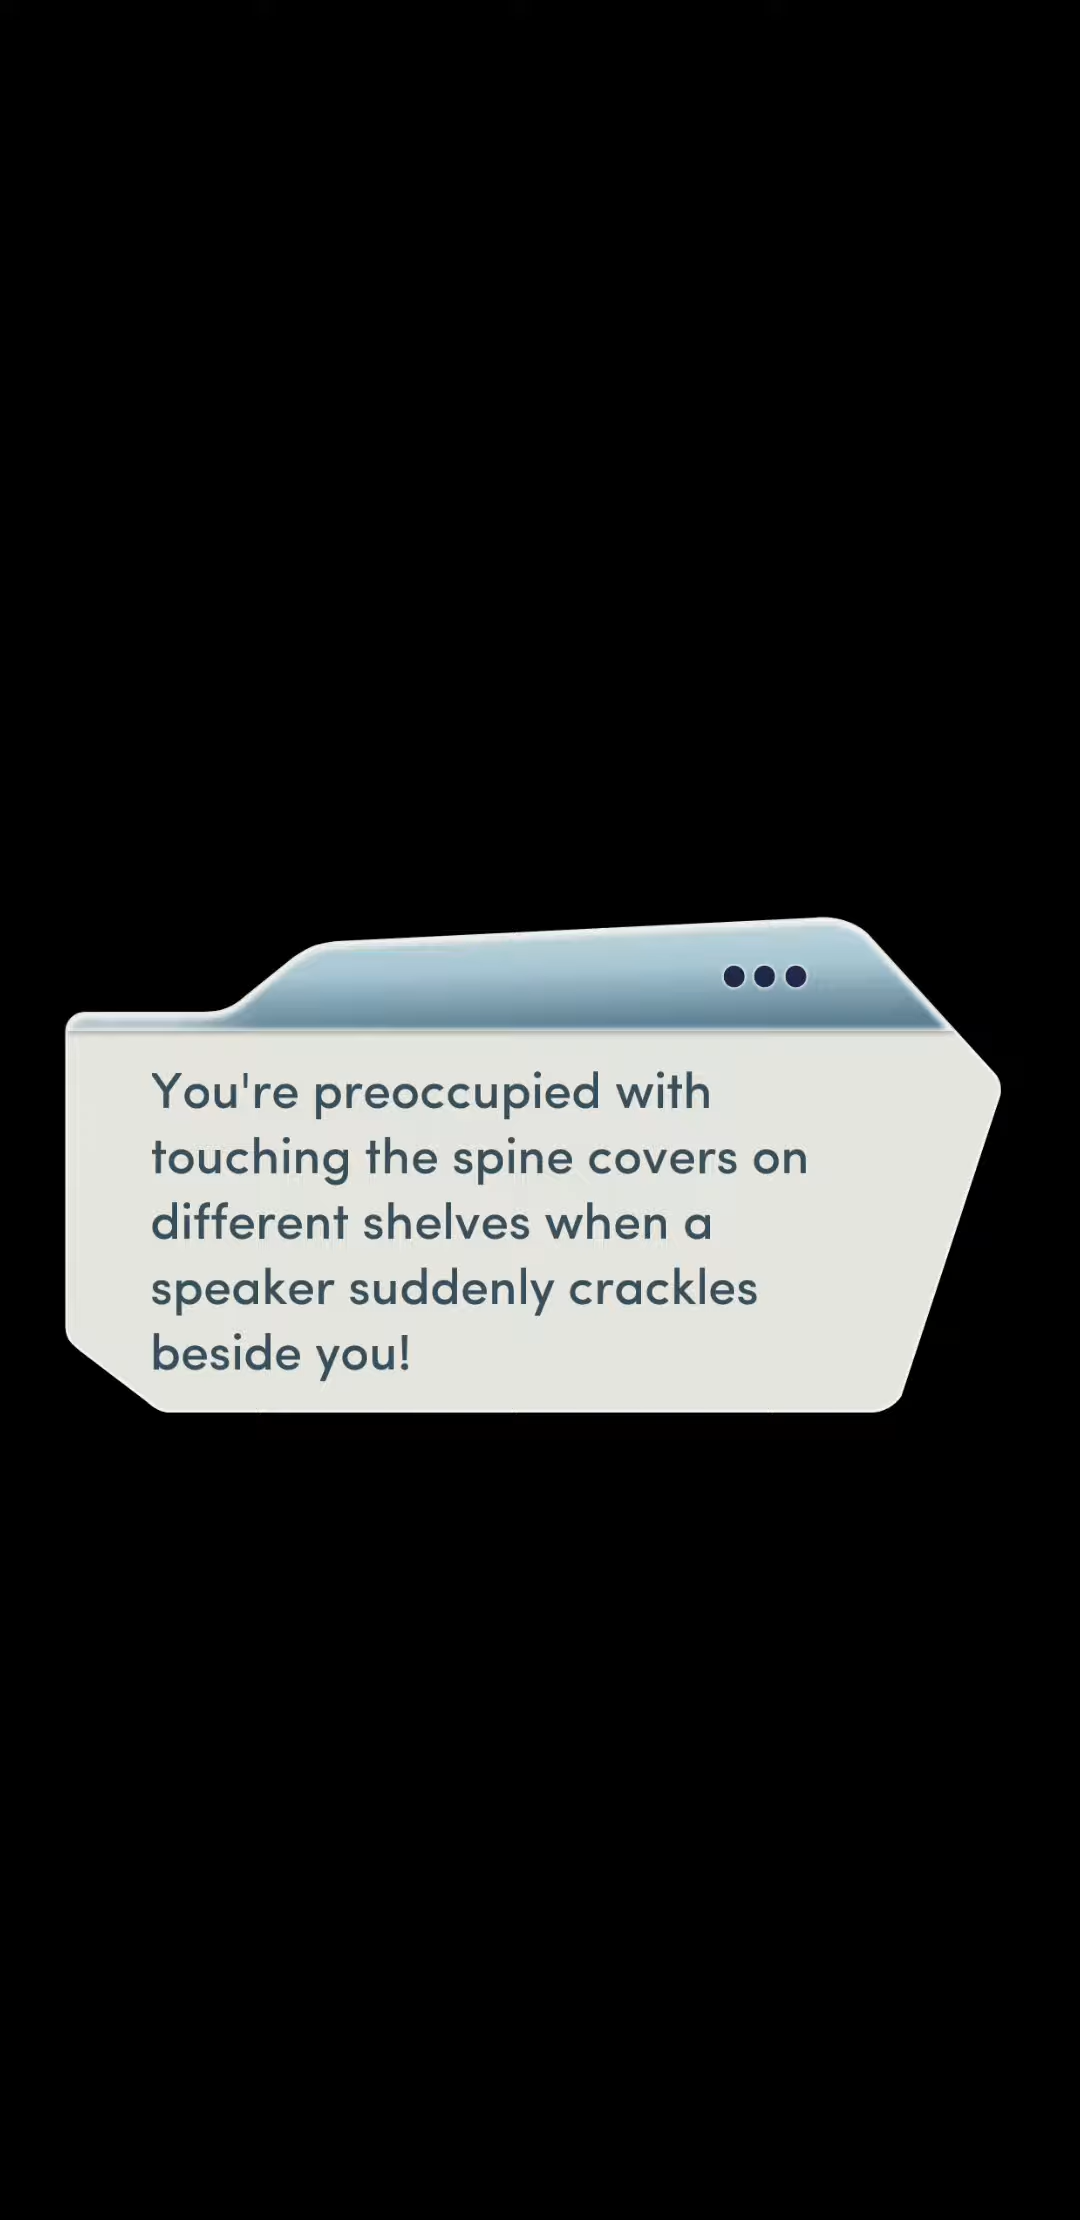 You're preoccupied with
touching the spine covers on
different shelves when a
speaker suddenly crackles
beside you!